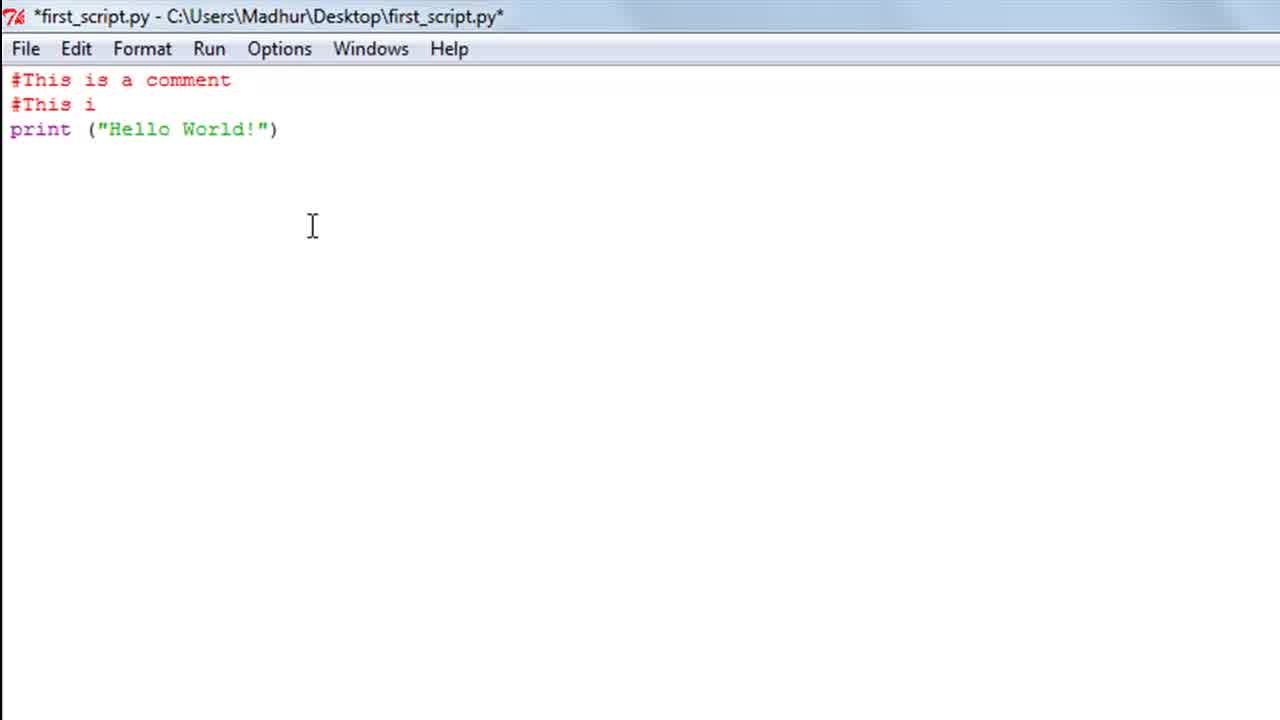 *first_script.py - C:\Users\Madhur\Desktop\first_script.py*
File Edit Format Run Options Windows Help
#This is a comment
#This i
print ("Hello World!")